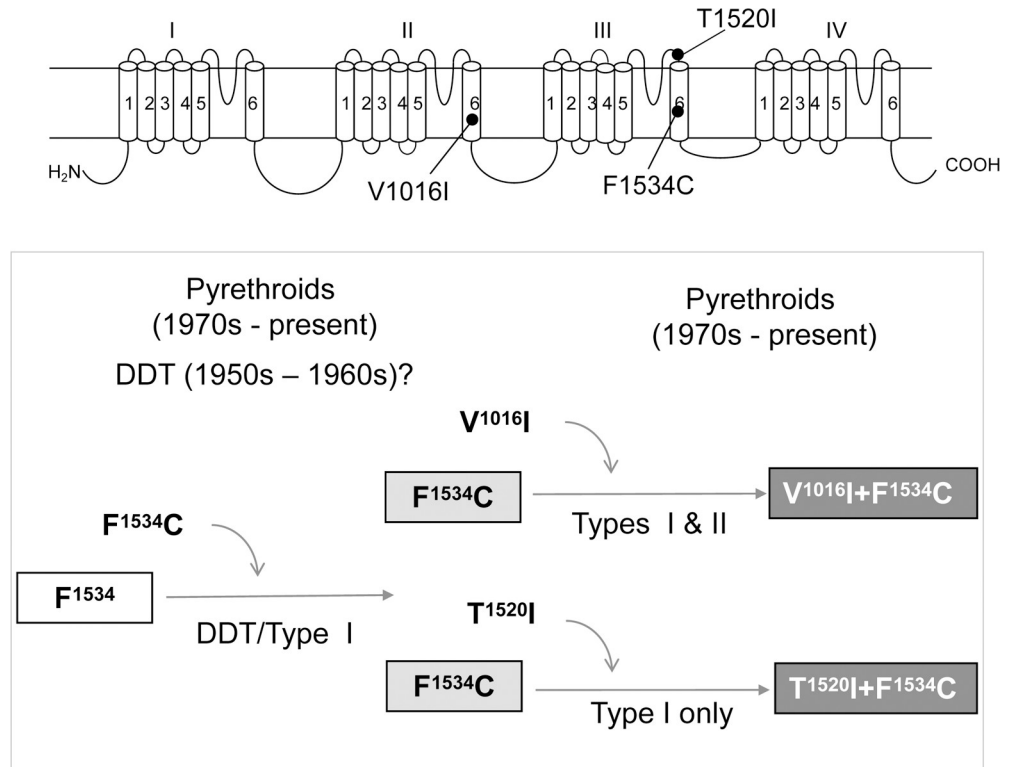 T1520I
I
II
III
IV
1 2 3 4 5 6
1 2 3 4 5 6
1 2 3 4 5 6
1 2 3 4 5 6
H₂N
V1016I
F1534C
COOH
Pyrethroids
(1970s - present)
DDT (1950s – 1960s)?
Pyrethroids
(1970s - present)
V¹⁰¹⁶I
F¹⁵³⁴C
V¹⁰¹⁶I+F¹⁵³⁴C
Types I & II
F¹⁵³⁴C
F¹⁵³⁴
DDT/Type I
T¹⁵²⁰I
F¹⁵³⁴C
T¹⁵²⁰I+F¹⁵³⁴C
Type I only